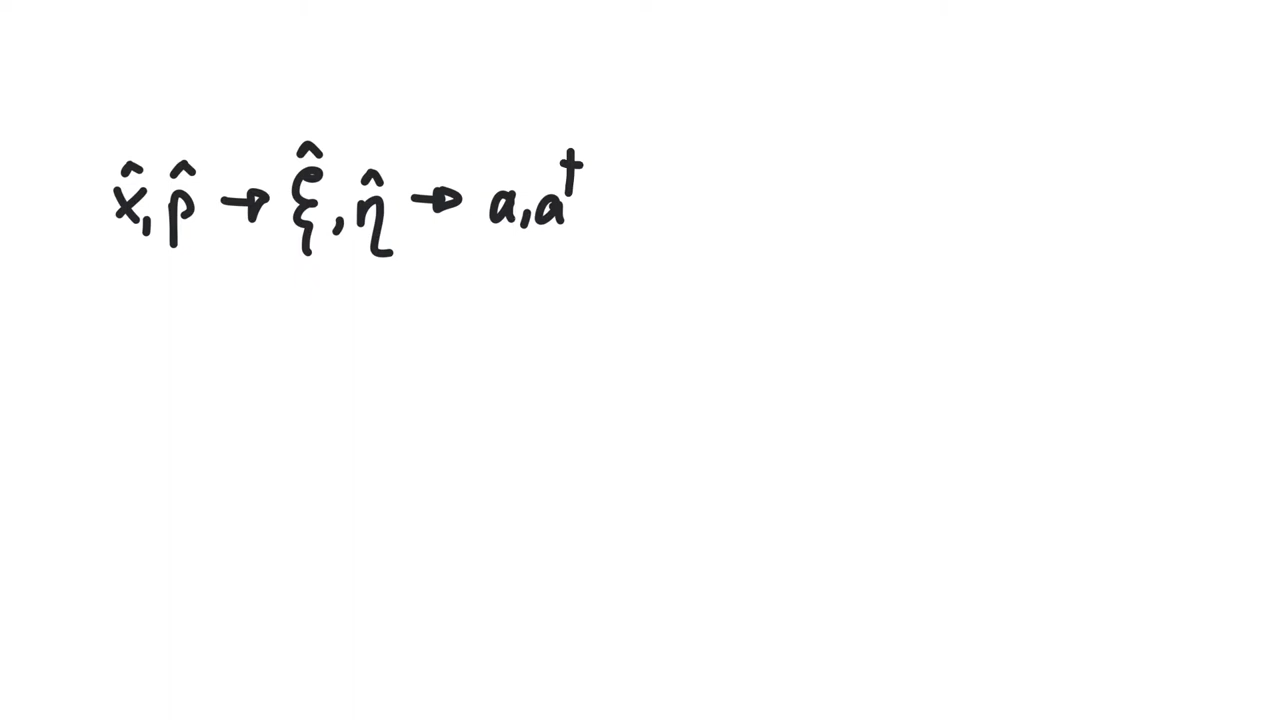 x̂, p̂ → ξ̂, η̂ → a, a†